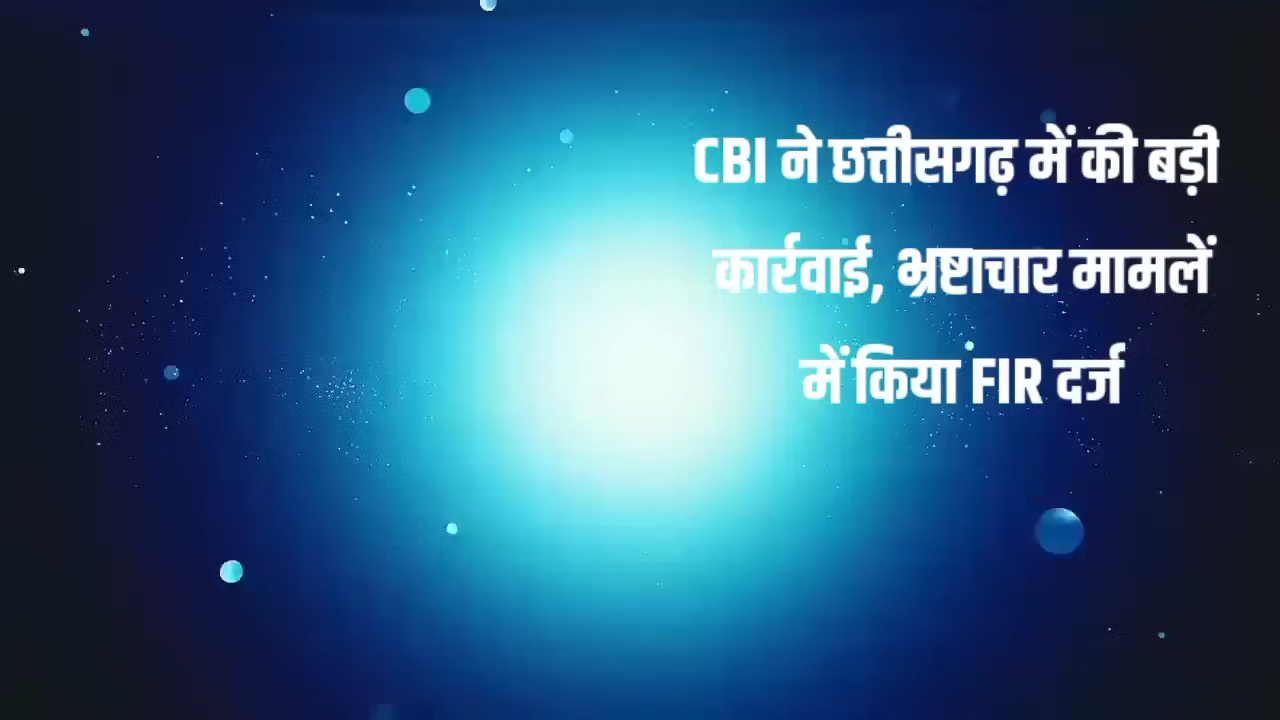 CBI ने छत्तीसगढ़ में की बड़ी
कार्रवाई, भ्रष्टाचार मामलें
में किया FIR दर्ज